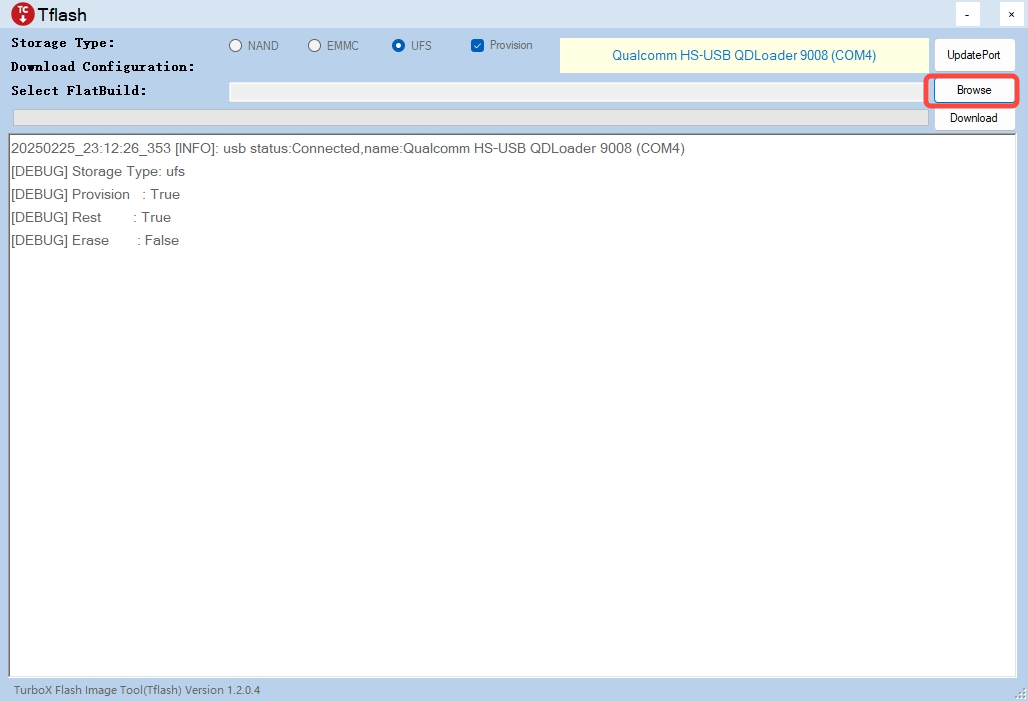 TC Tflash - ×
Storage Type: NAND EMMC UFS Provision Qualcomm HS-USB QDLoader 9008 (COM4) UpdatePort
Download Configuration:
Select FlatBuild: Browse
Download
20250225_23:12:26_353 [INFO]: usb status:Connected,name:Qualcomm HS-USB QDLoader 9008 (COM4)
[DEBUG] Storage Type: ufs
[DEBUG] Provision : True
[DEBUG] Rest : True
[DEBUG] Erase : False
TurboX Flash Image Tool(Tflash) Version 1.2.0.4